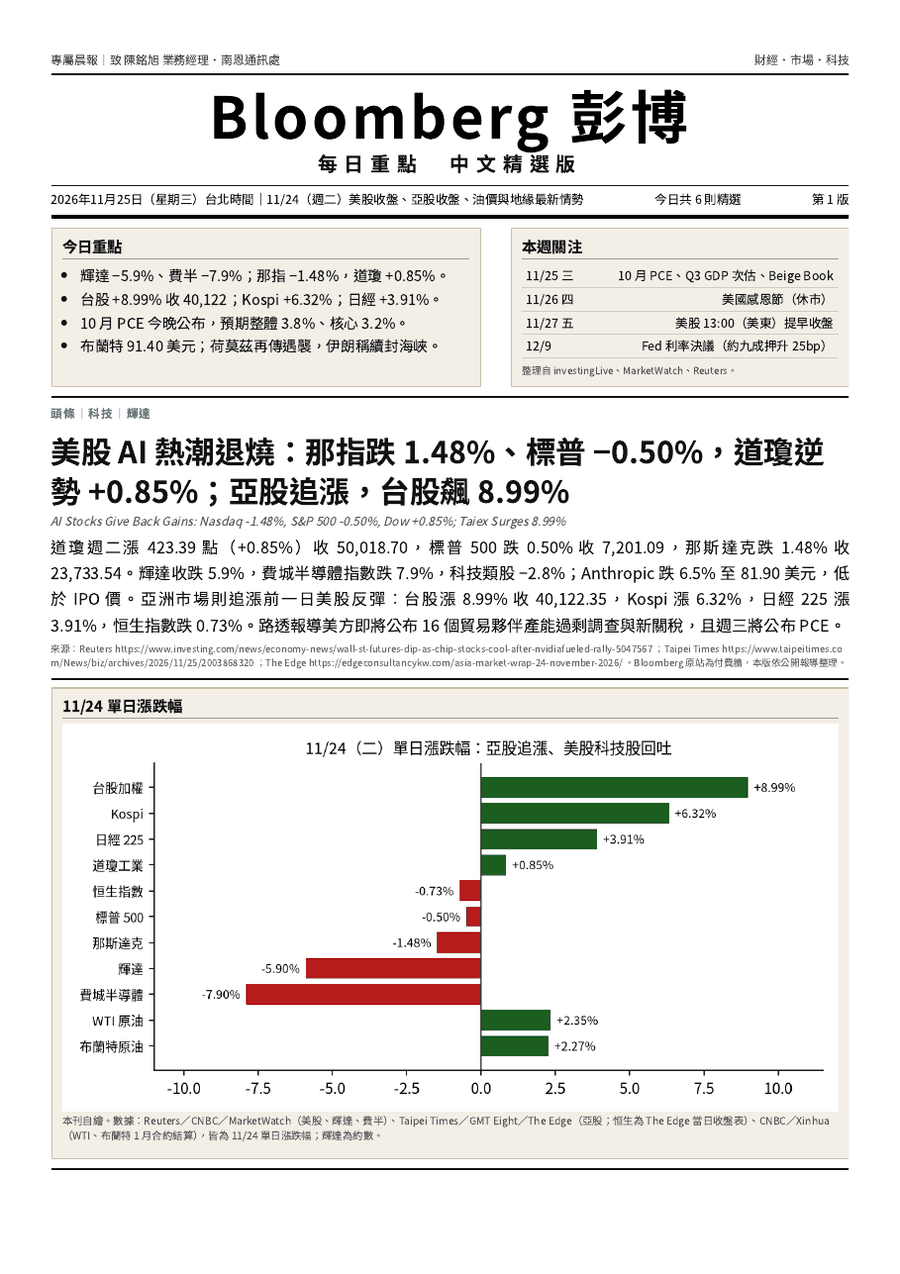 專屬晨報｜致 陳銘旭 業務經理・南恩通訊處
財經・市場・科技
Bloomberg 彭博
每日重點　中文精選版
2026年11月25日（星期三）台北時間｜11/24（週二）美股收盤、亞股收盤、油價與地緣最新情勢
今日共 6 則精選
第 1 版
今日重點
• 輝達 −5.9%、費半 −7.9%；那指 −1.48%，道瓊 +0.85%。
• 台股 +8.99% 收 40,122；Kospi +6.32%；日經 +3.91%。
• 10 月 PCE 今晚公布，預期整體 3.8%、核心 3.2%。
• 布蘭特 91.40 美元；荷莫茲再傳遇襲，伊朗稱續封海峽。
本週關注
11/25 三 10 月 PCE、Q3 GDP 次估、Beige Book
11/26 四 美國感恩節（休市）
11/27 五 美股 13:00（美東）提早收盤
12/9 Fed 利率決議（約九成押升 25bp）
整理自 investingLive、MarketWatch、Reuters。
頭條｜科技｜輝達
美股 AI 熱潮退燒：那指跌 1.48%、標普 −0.50%，道瓊逆
勢 +0.85%；亞股追漲，台股飆 8.99%
AI Stocks Give Back Gains: Nasdaq -1.48%, S&P 500 -0.50%, Dow +0.85%; Taiex Surges 8.99%
道瓊週二漲 423.39 點（+0.85%）收 50,018.70，標普 500 跌 0.50% 收 7,201.09，那斯達克跌 1.48% 收
23,733.54。輝達收跌 5.9%，費城半導體指數跌 7.9%，科技類股 −2.8%；Anthropic 跌 6.5% 至 81.90 美元，低
於 IPO 價。亞洲市場則追漲前一日美股反彈：台股漲 8.99% 收 40,122.35，Kospi 漲 6.32%，日經 225 漲
3.91%，恒生指數跌 0.73%。路透報導美方即將公布 16 個貿易夥伴產能過剩調查與新關稅，且週三將公布 PCE。
來源：Reuters https://www.investing.com/news/economy-news/wall-st-futures-dip-as-chip-stocks-cool-after-nvidiafueled-rally-5047567 ；Taipei Times https://www.taipeitimes.co
m/News/biz/archives/2026/11/25/2003868320 ；The Edge https://edgeconsultancykw.com/asia-market-wrap-24-november-2026/ 。Bloomberg 原站為付費牆。本版依公開報導整理。
11/24 單日漲跌幅
11/24（二）單日漲跌幅：亞股追漲、美股科技股回吐
台股加權 +8.99%
Kospi +6.32%
日經 225 +3.91%
道瓊工業 +0.85%
恒生指數 -0.73%
標普 500 -0.50%
那斯達克 -1.48%
輝達 -5.90%
費城半導體 -7.90%
WTI 原油 +2.35%
布蘭特原油 +2.27%
-10.0 -7.5 -5.0 -2.5 0.0 2.5 5.0 7.5 10.0
本刊自繪。數據：Reuters／CNBC／MarketWatch（美股、輝達、費半）、Taipei Times／GMT Eight／The Edge（亞股；恒生為 The Edge 當日收盤表）、CNBC／Xinhua
（WTI、布蘭特 1 月合約結算），皆為 11/24 單日漲跌幅；輝達為約數。